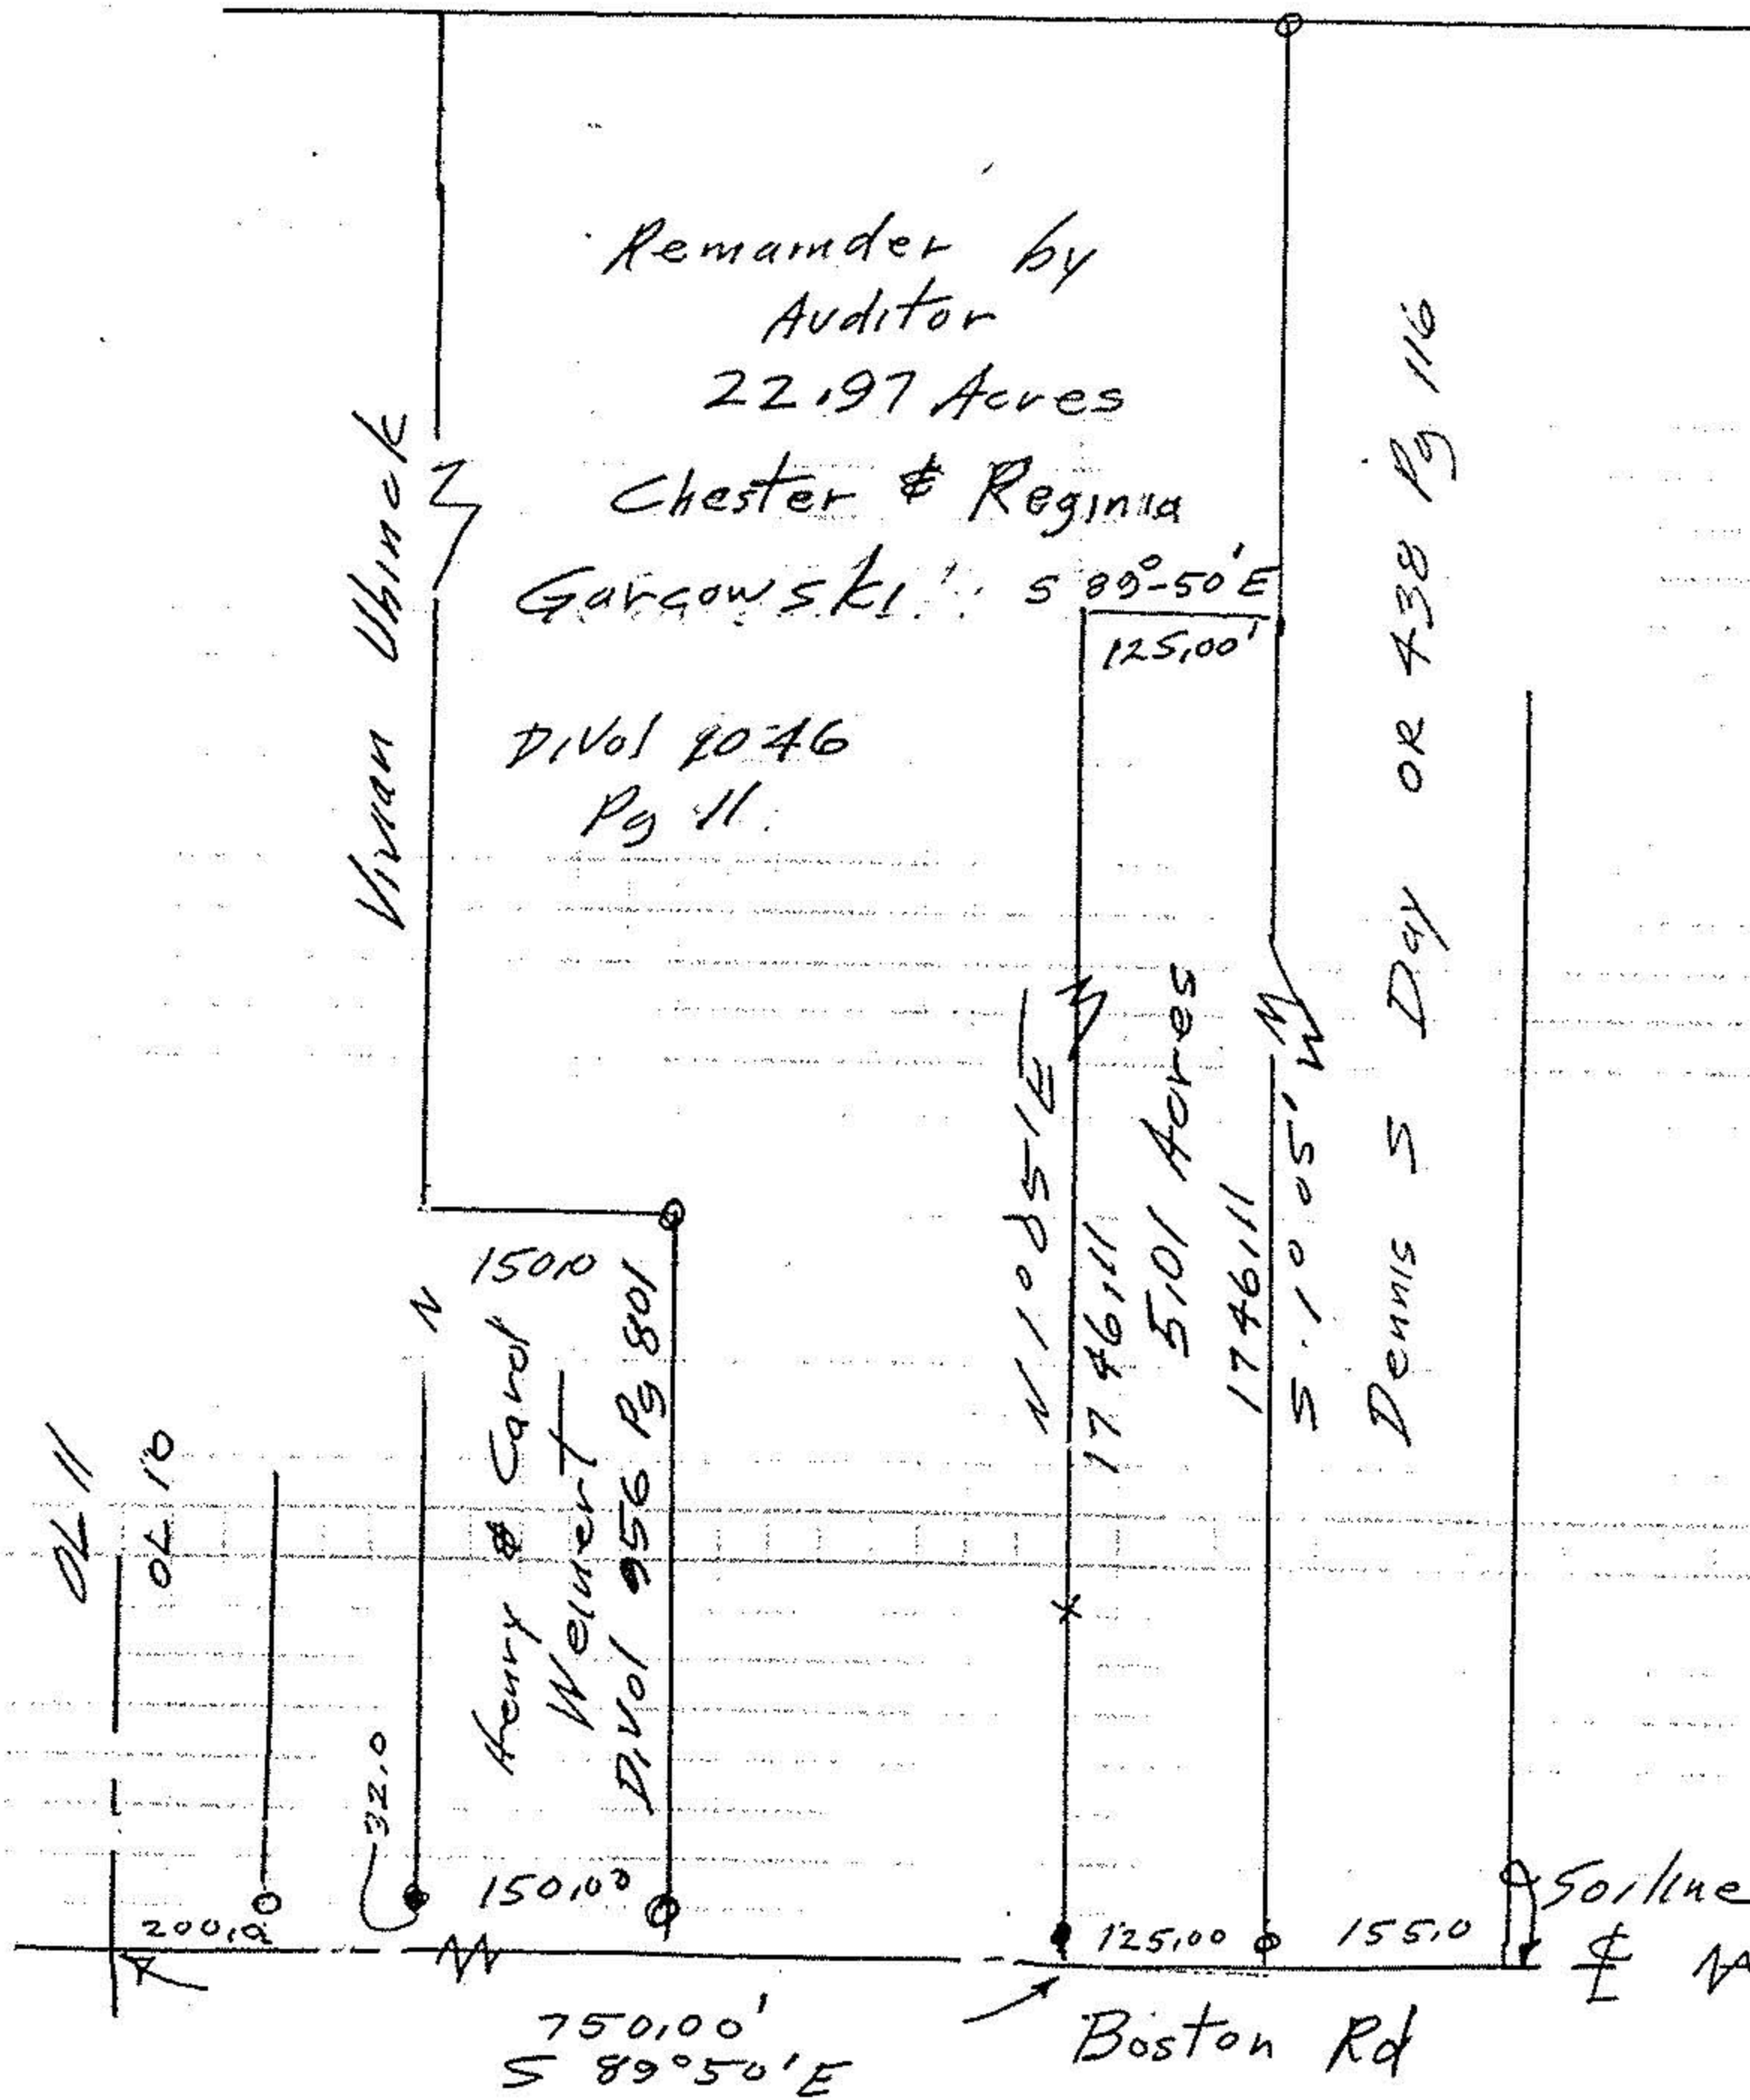 Remainder by
Auditor
22.97 Acres
Chester & Reginia
Garcowski
S 89°-50' E
125.00'
D.Vol 2046
Pg 11
Vivian Uhinck
Dennis S Day OR 438 Pg 116
N 1° 05' E
1746.11
5.01 Acres
1746.11
S 1° 05' W
150.0
N
Henry & Carol
Weinert
D.Vol 956 Pg 801
OL 11
OL 10
32.0
200.0
150.00
125.00
155.0
750.00'
S 89° 50' E
Boston Rd